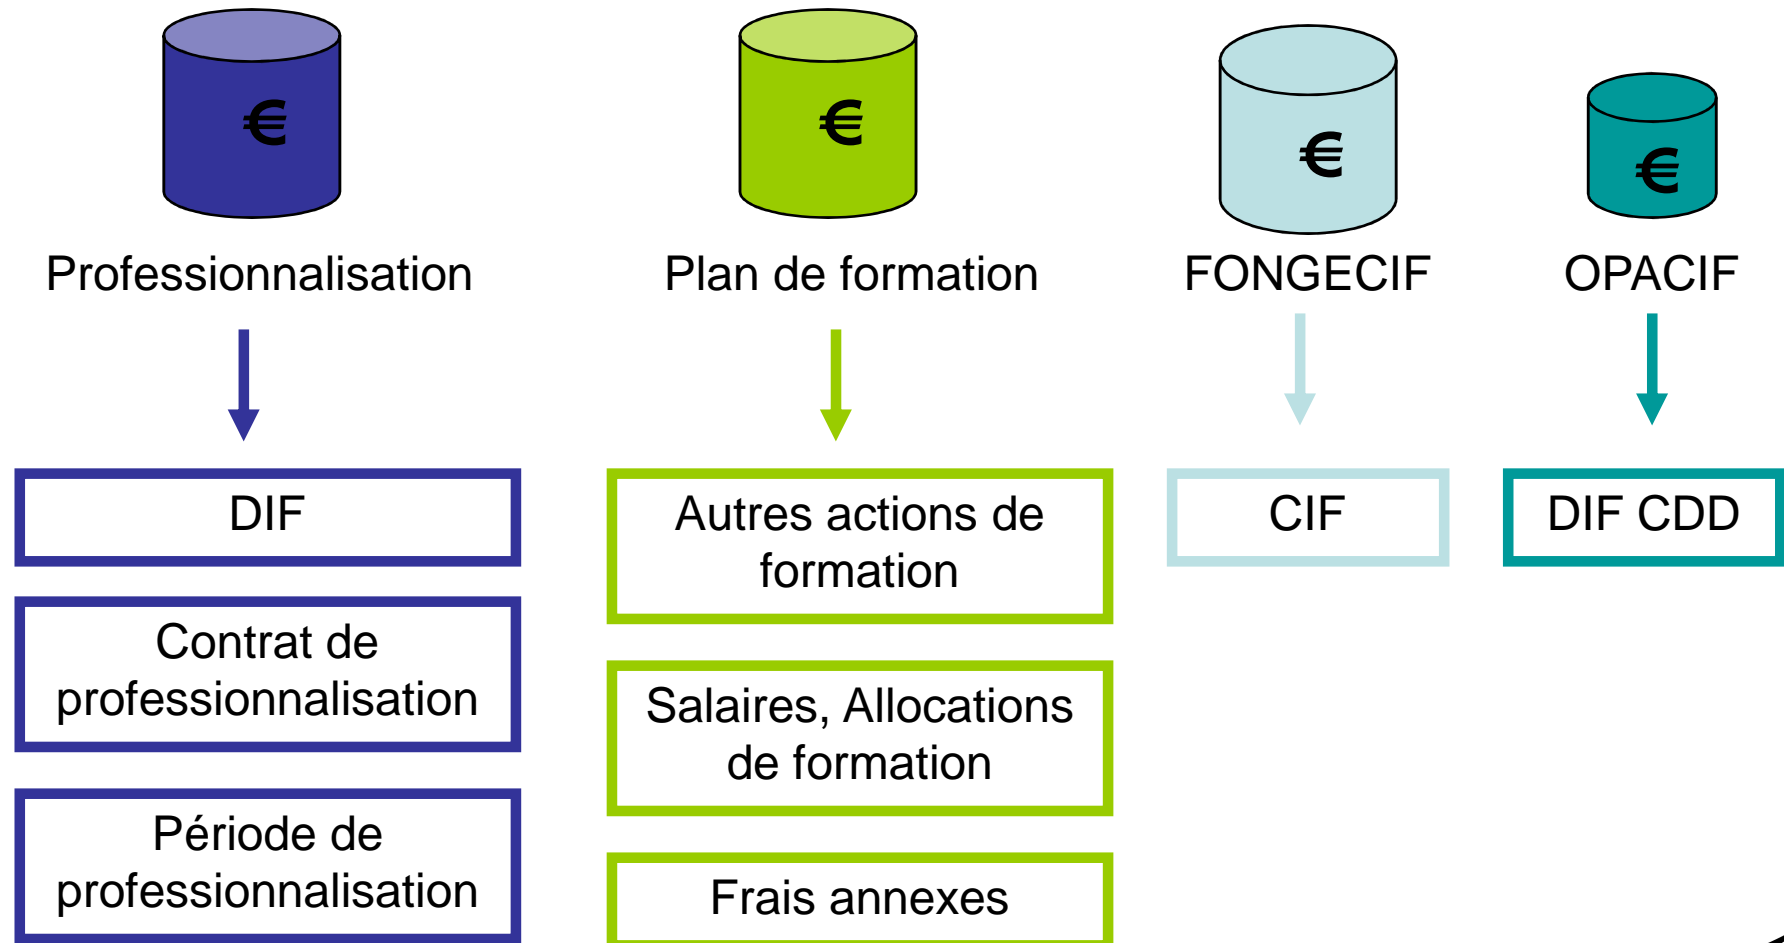 €
€
€
€
Professionnalisation
Plan de formation
FONGECIF
OPACIF
DIF
Contrat de
professionnalisation
Période de
professionnalisation
Autres actions de
formation
Salaires, Allocations
de formation
Frais annexes
CIF
DIF CDD